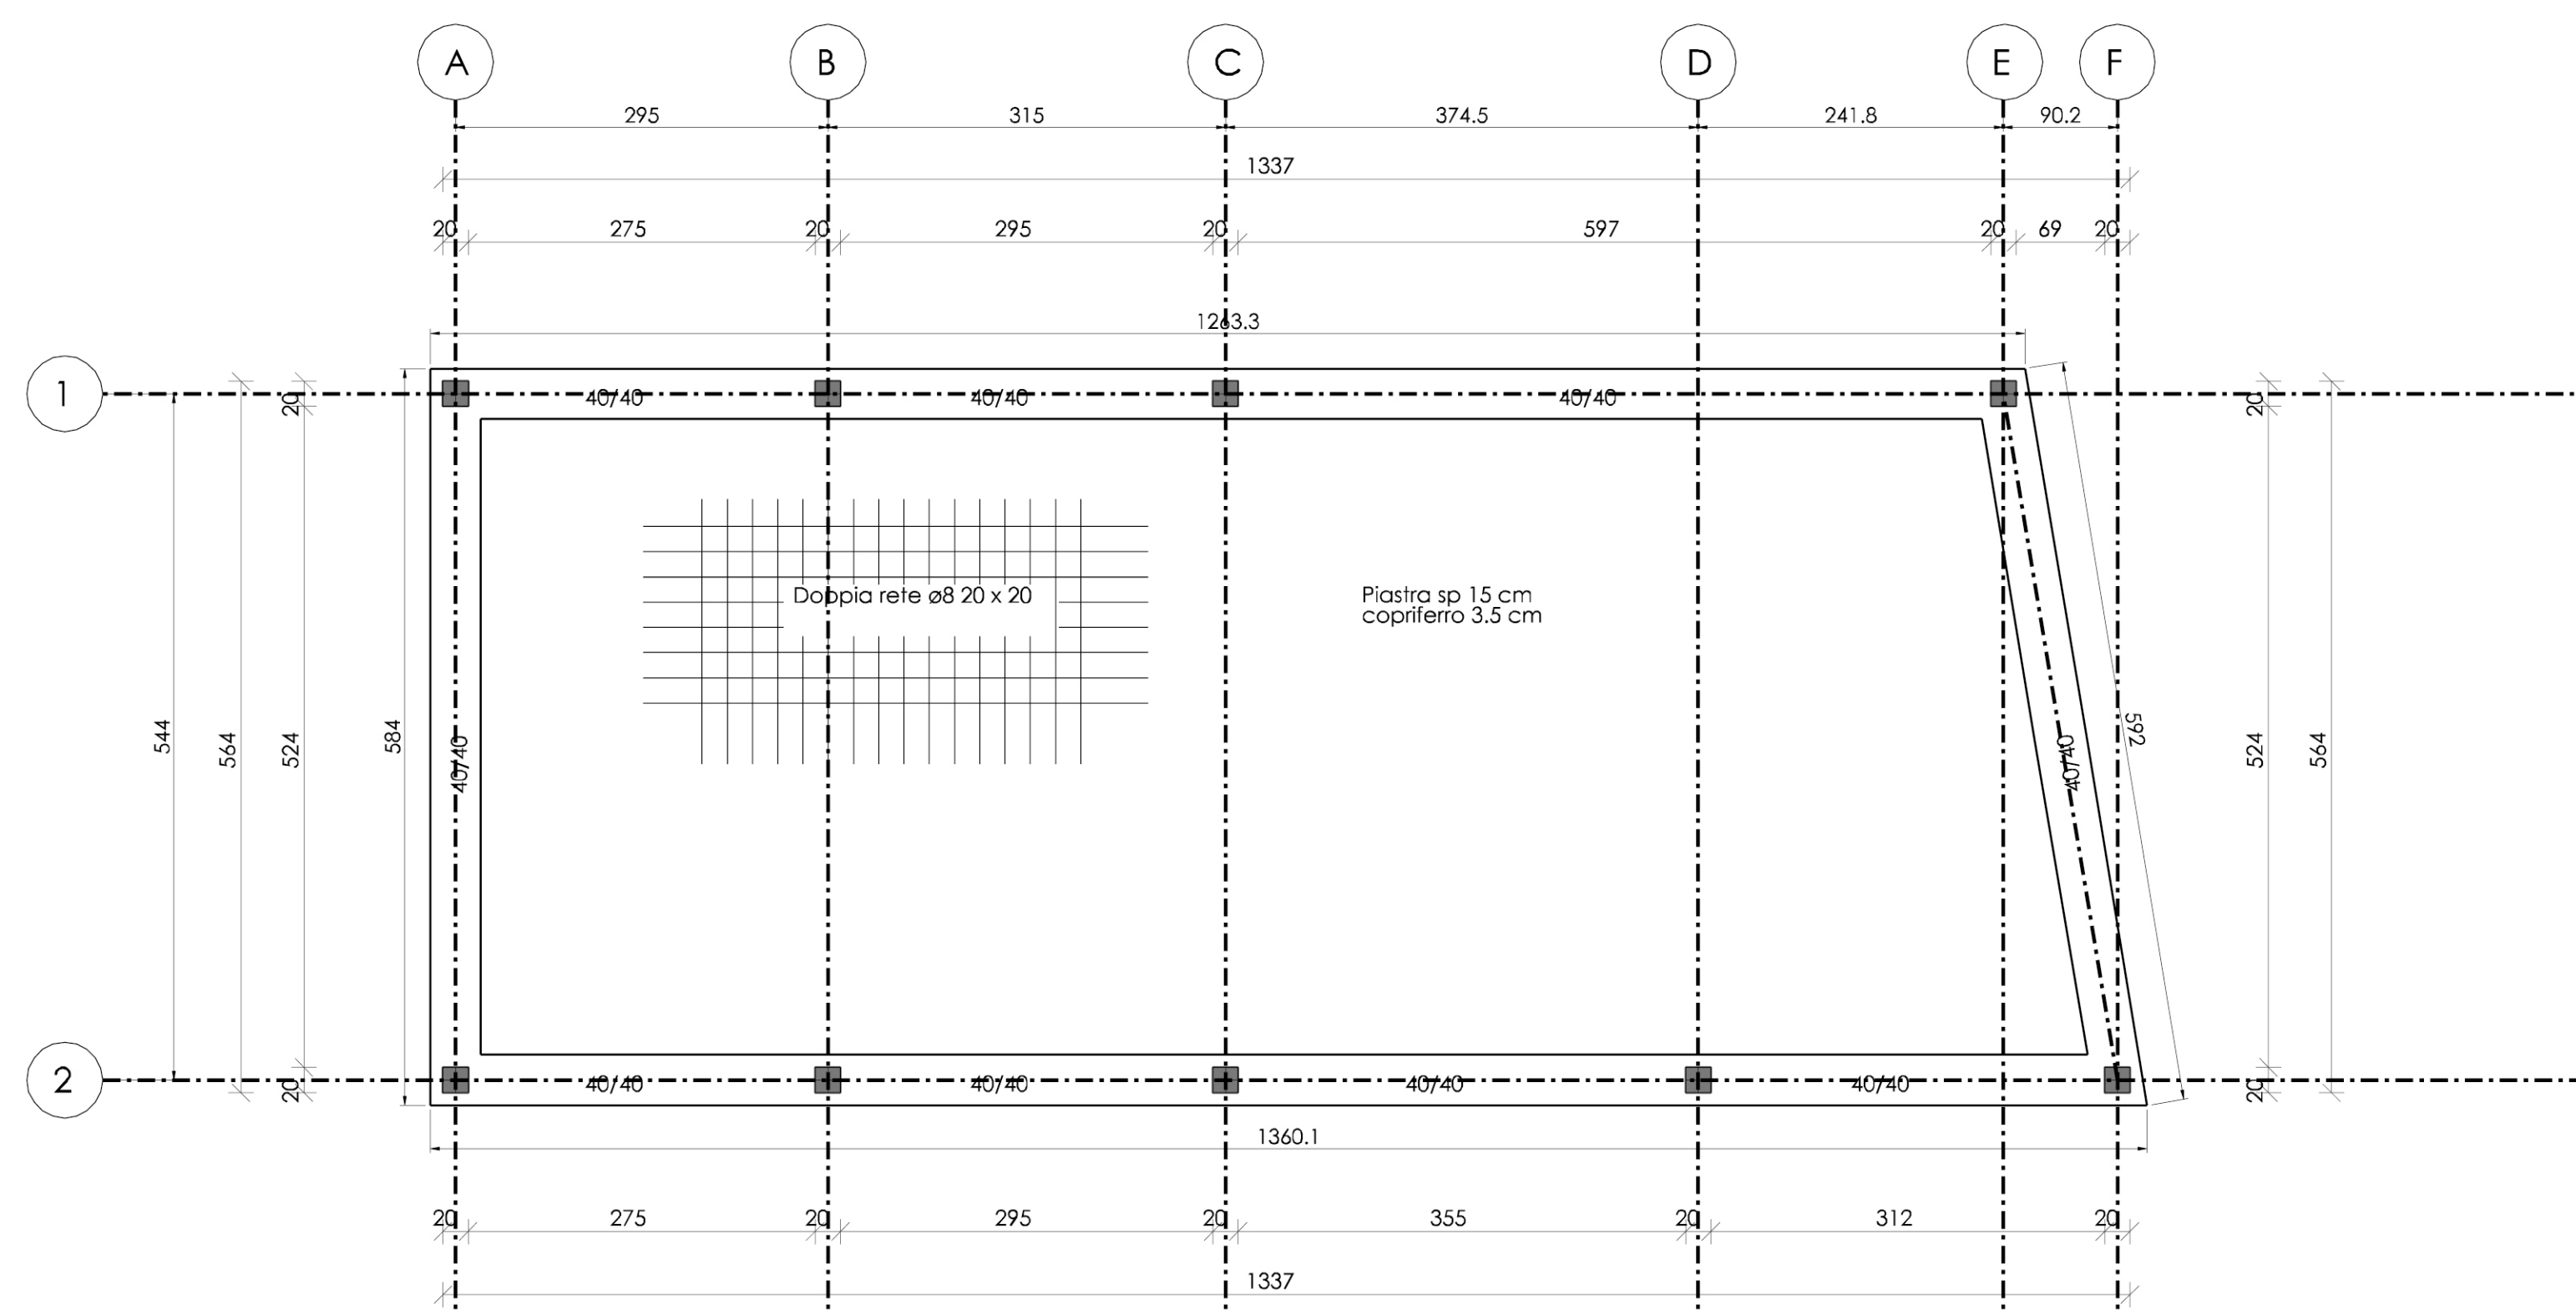 A B C D E F
295 315 374.5 241.8 90.2
1337
20 275 20 295 20 597 20 69 20
1263.3
1
20 40/40 40/40 40/40 20
Doppia rete ø8 20 x 20
Piastra sp 15 cm
copriferro 3.5 cm
544 564 524 584 40/40 40/40 592 524 564
2
20 40/40 40/40 40/40 40/40 20
1360.1
20 275 20 295 20 355 20 312 20
1337